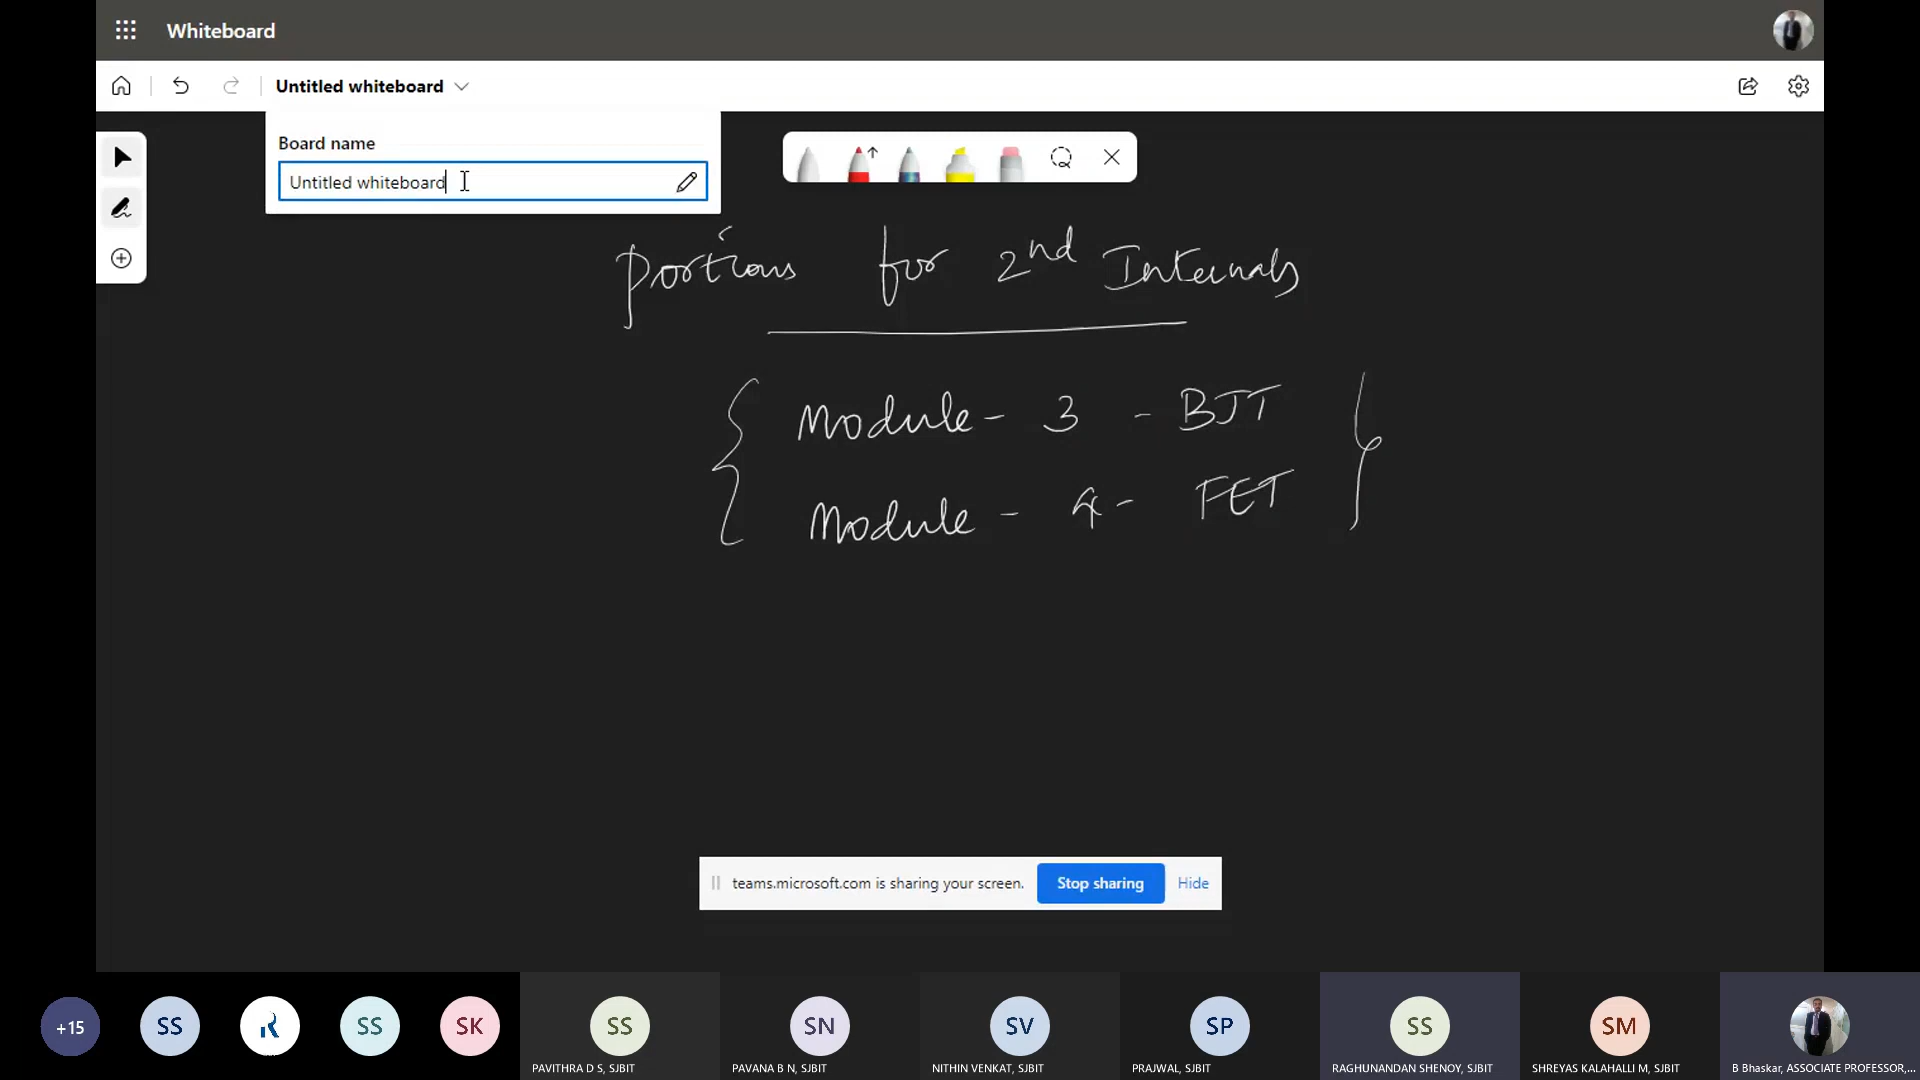 Whiteboard
Untitled whiteboard
Board name
Untitled whiteboard
Portions for 2nd Internals
Module - 3 - BJT
Module - 4 - FET
teams.microsoft.com is sharing your screen.
Stop sharing
Hide
+15
SS
SS
SK
SS
SN
SV
SP
SS
SM
PAVITHRA D S, SJBIT
PAVANA B N, SJBIT
NITHIN VENKAT, SJBIT
PRAJWAL, SJBIT
RAGHUNANDAN SHENOY, SJBIT
SHREYAS KALAHALLI M, SJBIT
B Bhaskar, ASSOCIATE PROFESSOR,...